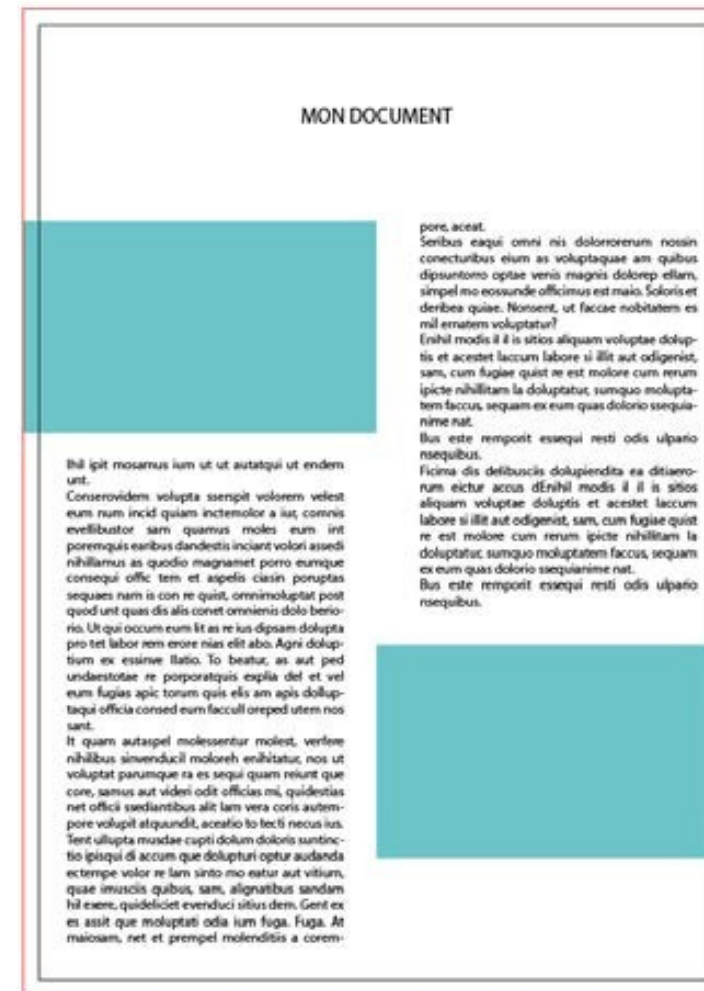 MON DOCUMENT
Ihil ipit mosamus ium ut ut autatqui ut endem
unt.
Conserovidem volupta sserspit volorem velest
eum num incid quiam inctemolor a iur, comnis
evellibustor sam quamus moles eum int
poremquis earibus dandestis inciant volori assedi
nihillamus as quodio magnamet porro eumque
consequi offic tem et aspelis ciasin poruptas
sequaes nam is con re quist, omnimoluptat post
quod unt quas dis alis conet omnienis dolo berio-
rio. Ut qui occum eum lit as re ius dipsam dolupta
pro tet labor rem erore nias elit abo. Agni dolup-
tium ex essinve llatio. To beatur, as aut ped
undaestotae re porporatquis explia del et vel
eum fugias apic torum quis elis am apis dollup-
taqui officia consed eum faccull oreped utem nos
sant.
It quam autaspel molessentur molest, verfere
nihilibus sinvenducil moloreh enihitatur, nos ut
voluptat parumque ra es sequi quam reiunt que
core, samus aut videri odit officias mi, quidestias
net officii ssediantibus alit lam vera coris autem-
pore volupit atquundit, aceatio to tecti necus ius.
Tent ullupta musdae cupti dolum doloris suntinc-
tio ipisqui di accum que dolupturi optur audanda
ectempe volor re lam sinto mo eatur aut vitium,
quae imusciis quibus, sam, alignatibus sandam
hil exere, quideliciet evenduci sitius dem. Gent ex
es assit que moluptati odia ium fuga. Fuga. At
maiosam, net et prempel molenditiis a corem-
pore, aceat.
Seribus eaqui omni nis dolorrorerum nossin
conecturibus eium as voluptaquae am quibus
dipsuntorro optae venis magnis dolorep ellam,
simpel mo eossunde officimus est maio. Soloris et
deribea quiae. Nonsent, ut faccae nobitatem es
mil ernatem voluptatur?
Enihil modis il il is sitios aliquam voluptae dolup-
tis et acestet laccum labore si illit aut odigenist,
sam, cum fugiae quist re est molore cum rerum
ipicte nihillitam la doluptatur, sumquo molupta-
tem faccus, sequam ex eum quas dolorio ssequia-
nime nat.
Bus este remporit essequi resti odis ulpario
nsequibus.
Ficima dis delibusciis dolupiendita ea ditiaero-
rum eictur accus dEnihil modis il il is sitios
aliquam voluptae doluptis et acestet laccum
labore si illit aut odigenist, sam, cum fugiae quist
re est molore cum rerum ipicte nihillitam la
doluptatur, sumquo moluptatem faccus, sequam
ex eum quas dolorio ssequianime nat.
Bus este remporit essequi resti odis ulpario
nsequibus.